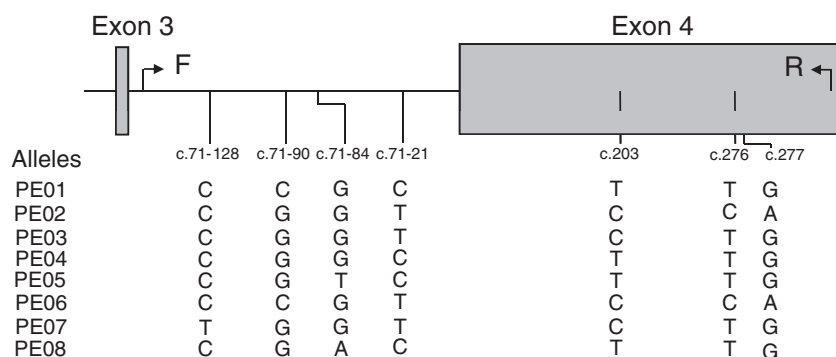 Exon 3 Exon 4
F R
c.71-128 c.71-90 c.71-84 c.71-21 c.203 c.276 c.277
Alleles
PE01 C C G C T T G
PE02 C G G T C C A
PE03 C G G T C T G
PE04 C G G C T T G
PE05 C G T C T T G
PE06 C C G T C C A
PE07 T G G T C T G
PE08 C G A C T T G